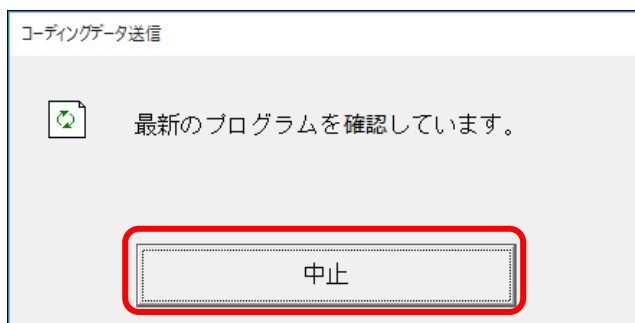 コーディングデータ送信
最新のプログラムを確認しています。
中止